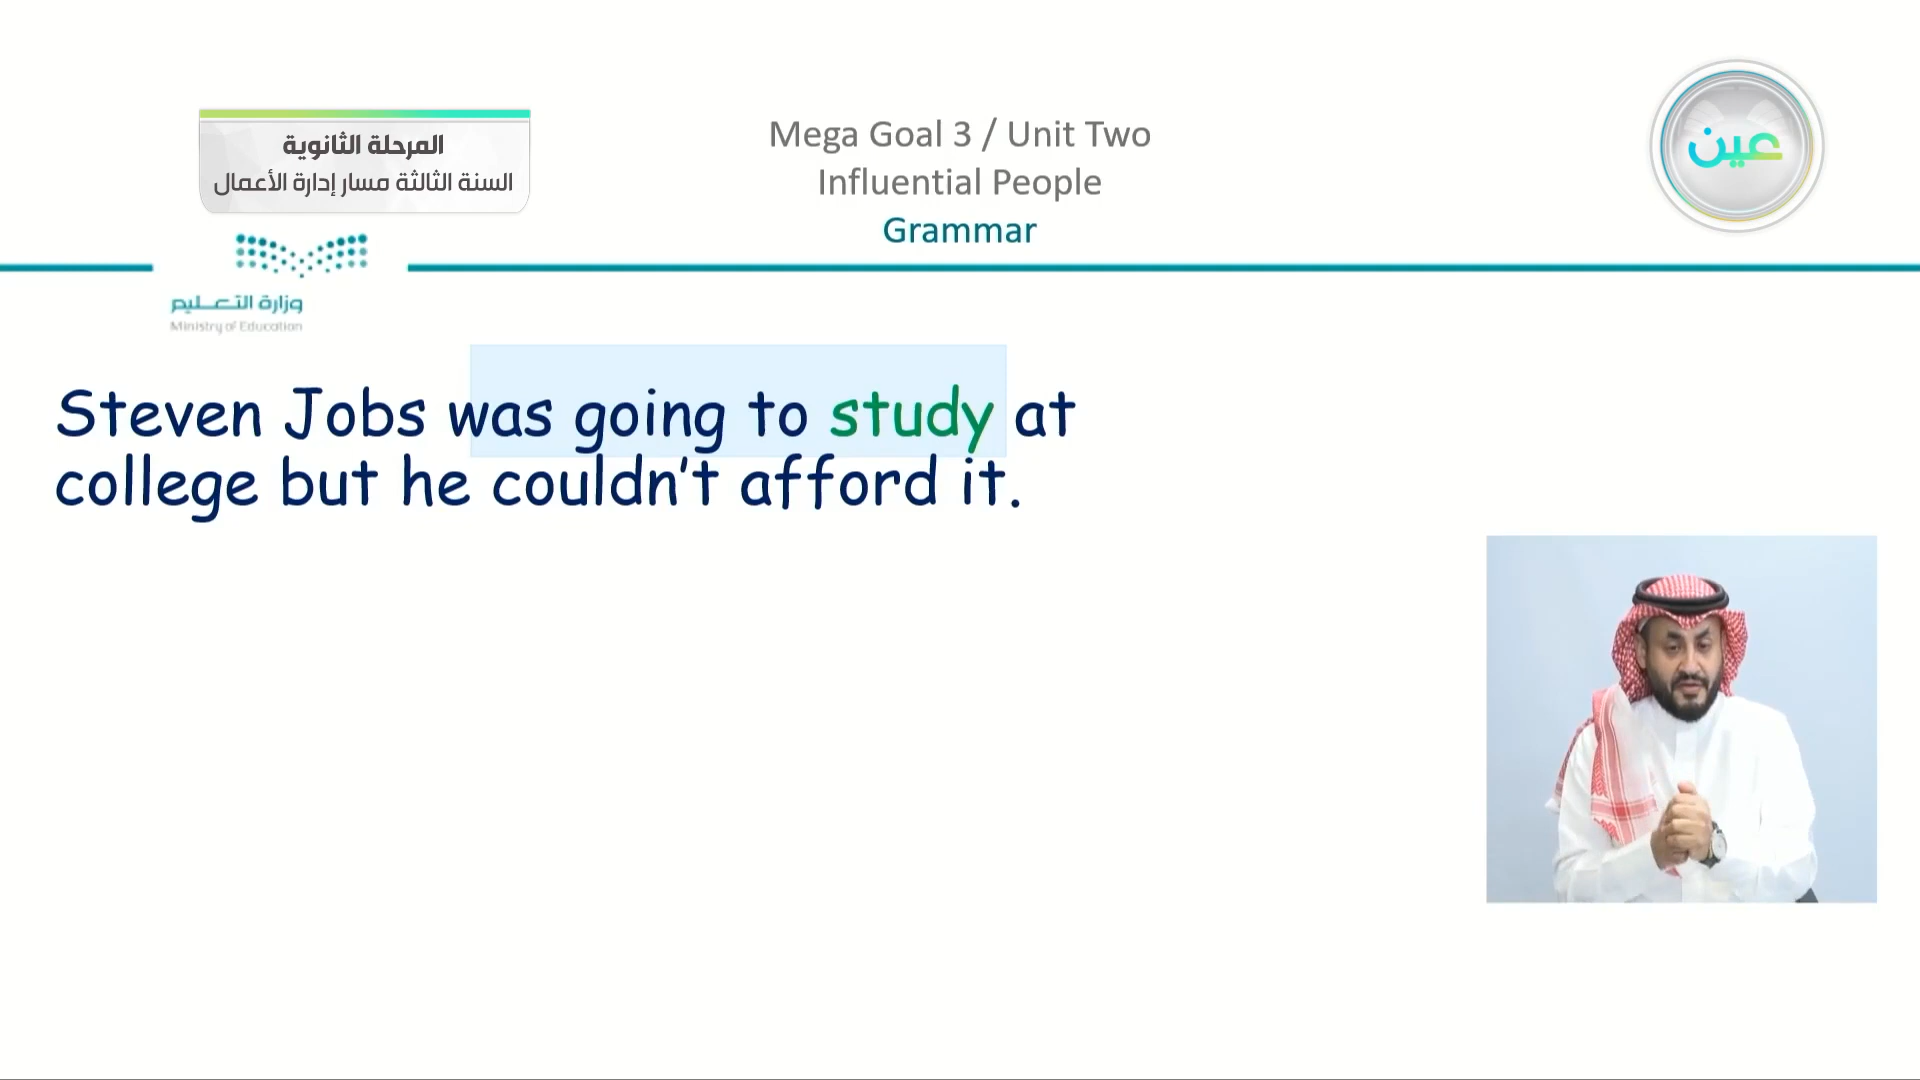 المرحلة الثانوية
السنة الثالثة مسار إدارة الأعمال
Mega Goal 3 / Unit Two
Influential People
Grammar
عين
وزارة التعليم
Ministry of Education
Steven Jobs was going to study at
college but he couldn’t afford it.